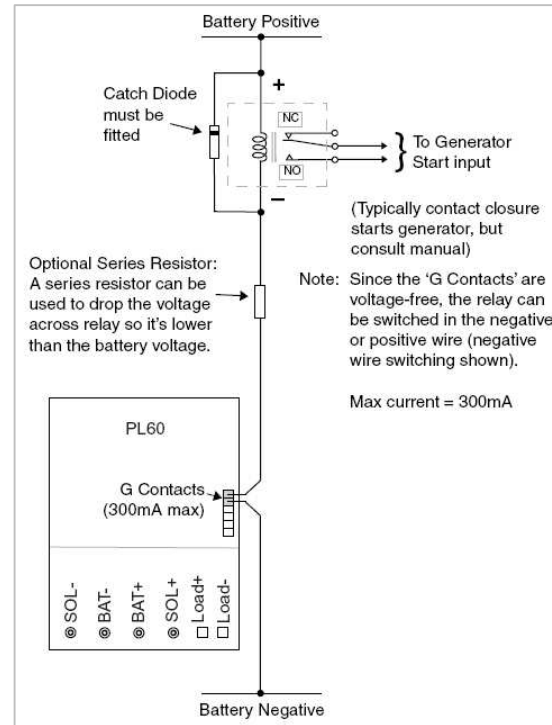 Battery Positive
Catch Diode
must be
fitted
+
NC
NO
−
To Generator
Start input
(Typically contact closure
starts generator, but
consult manual)
Optional Series Resistor:
A series resistor can be
used to drop the voltage
across relay so it's lower
than the battery voltage.
Note: Since the 'G Contacts' are
voltage-free, the relay can
be switched in the negative
or positive wire (negative
wire switching shown).
Max current = 300mA
PL60
G Contacts
(300mA max)
SOL-
BAT-
BAT+
SOL+
Load+
Load-
Battery Negative